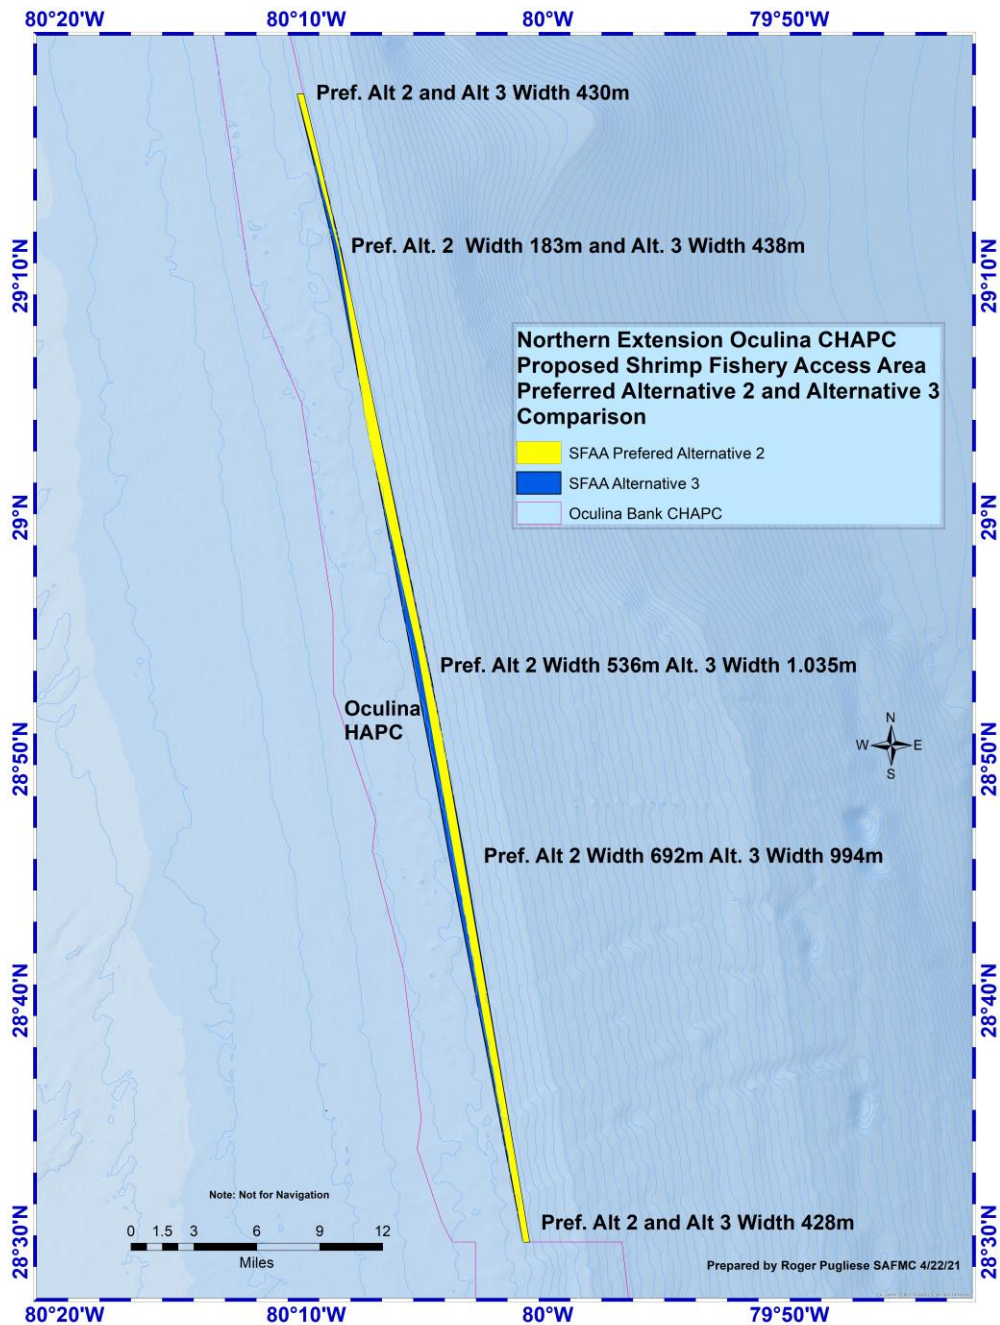 80°20'W 80°10'W 80°0'W 79°50'W
Pref. Alt 2 and Alt 3 Width 430m
Pref. Alt. 2 Width 183m and Alt. 3 Width 438m
29°10'N 29°10'N
Northern Extension Oculina CHAPC
Proposed Shrimp Fishery Access Area
Preferred Alternative 2 and Alternative 3
Comparison
SFAA Prefered Alternative 2
SFAA Alternative 3
Oculina Bank CHAPC
29°N 29°N
Pref. Alt 2 Width 536m Alt. 3 Width 1.035m
Oculina
HAPC
N
W E
S
28°50'N 28°50'N
Pref. Alt 2 Width 692m Alt. 3 Width 994m
28°40'N 28°40'N
Note: Not for Navigation
Pref. Alt 2 and Alt 3 Width 428m
28°30'N 28°30'N
0 1.5 3 6 9 12
Miles
Prepared by Roger Pugliese SAFMC 4/22/21
80°20'W 80°10'W 80°0'W 79°50'W